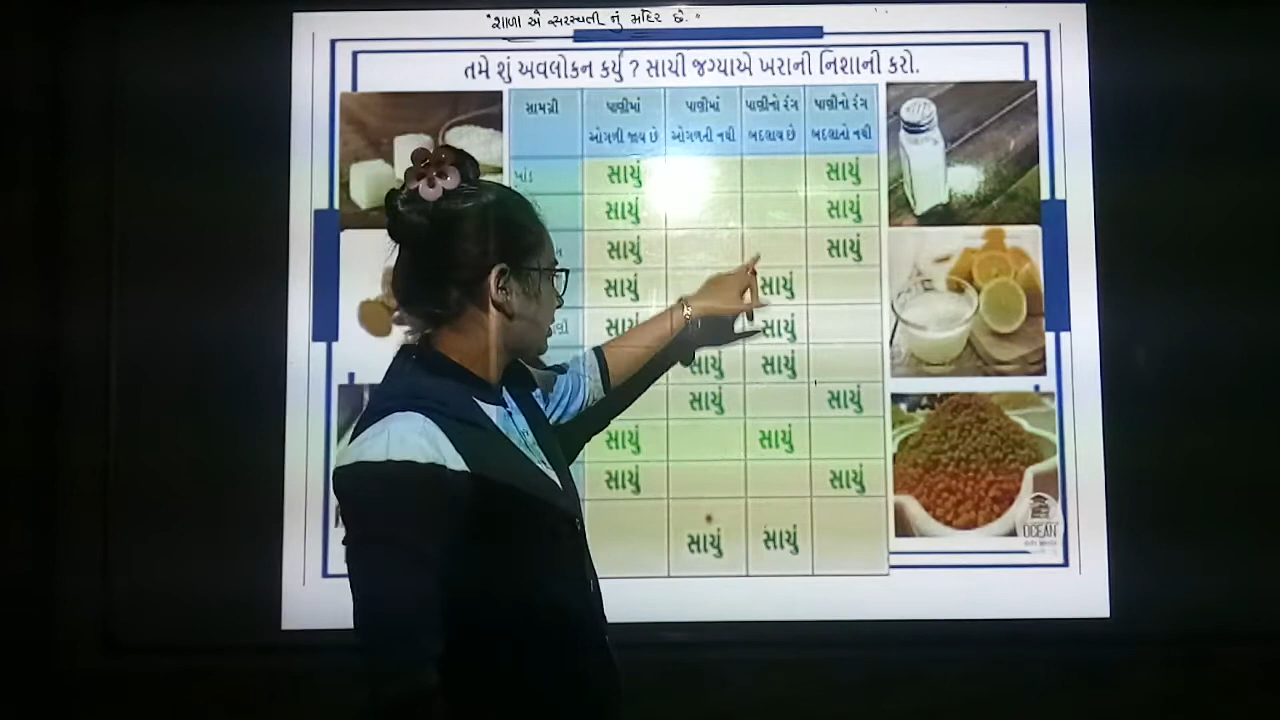 "શાળા એ સરસ્વતી નું મંદિર છે."
તમે શું અવલોકન કર્યું ? સાચી જગ્યાએ ખરાની નિશાની કરો.
સામગ્રી પાણીમાં ઓગળી જાય છે પાણીમાં ઓગળતી નથી પાણીનો રંગ બદલાય છે પાણીનો રંગ બદલાતો નથી
ખાંડ સાચું સાચું
સાચું સાચું
સાચું સાચું
સાચું સાચું
સાચું સાચું
સાચું સાચું
સાચું સાચું
સાચું સાચું
સાચું સાચું
સાચું સાચું
OCEAN